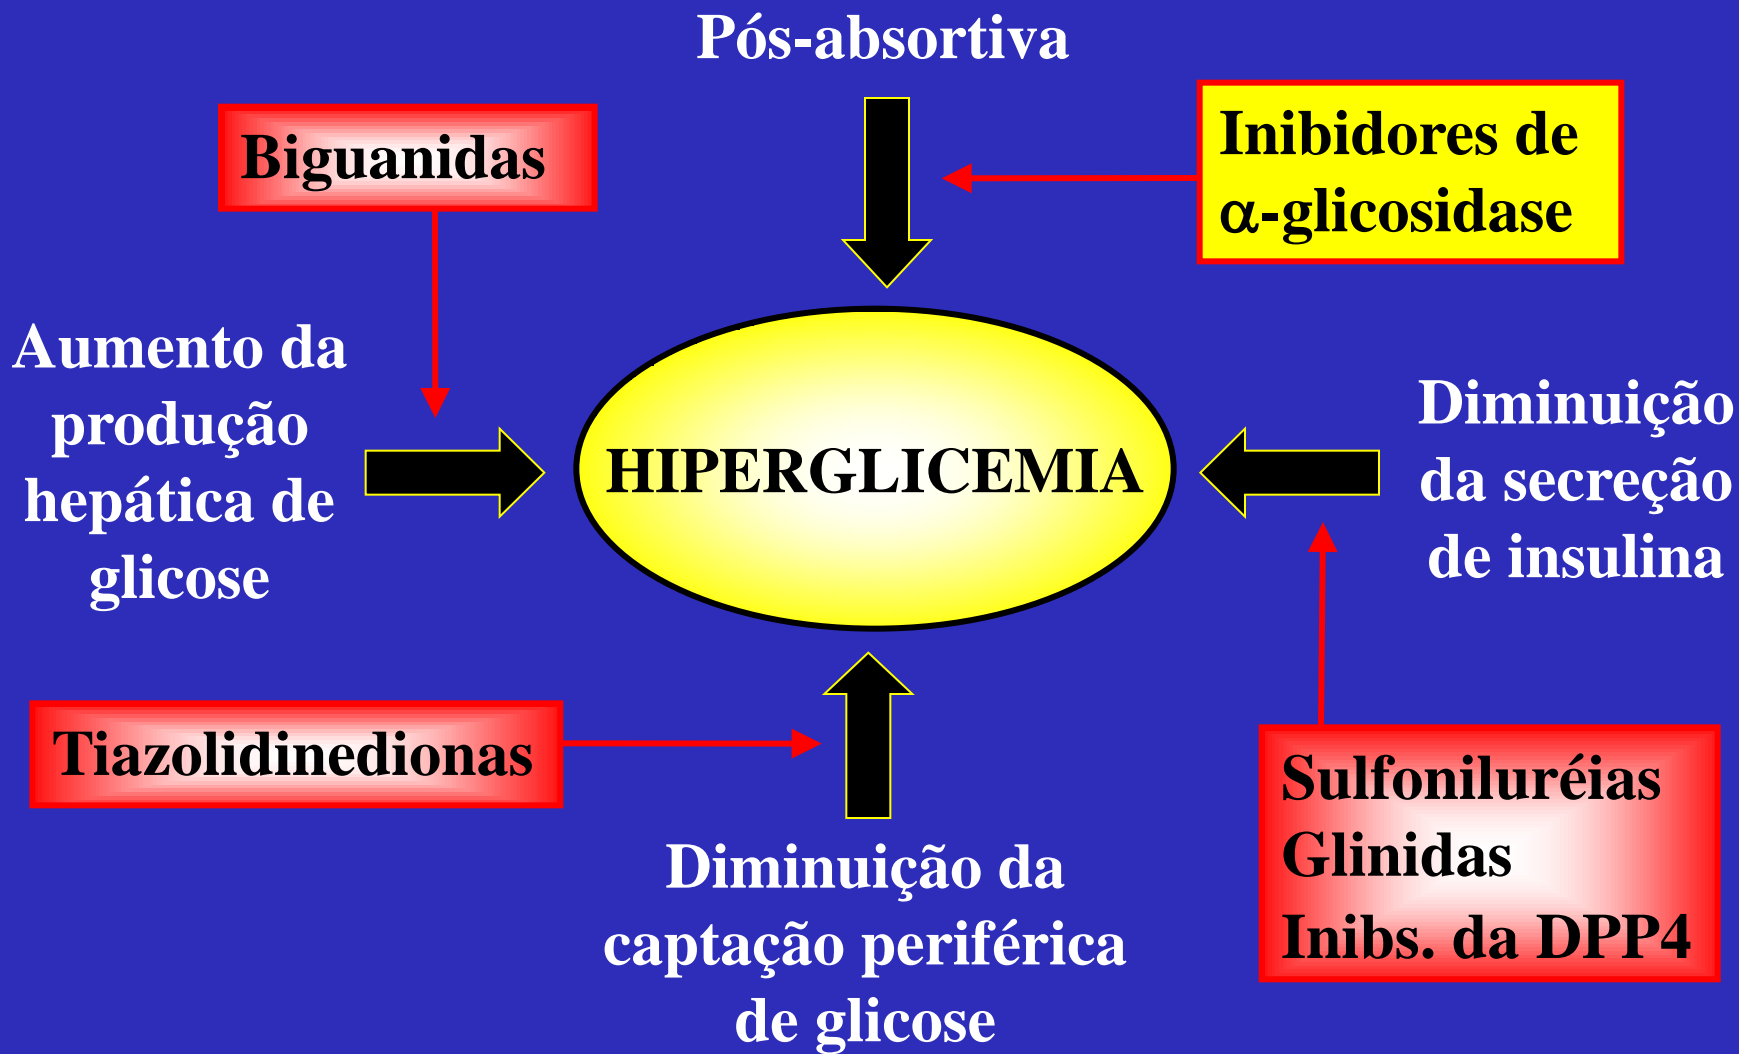 Pós-absortiva
Biguanidas
Inibidores de
α-glicosidase
Aumento da
produção
hepática de
glicose
HIPERGLICEMIA
Diminuição
da secreção
de insulina
Tiazolidinedionas
Diminuição da
captação periférica
de glicose
Sulfoniluréias
Glinidas
Inibs. da DPP4